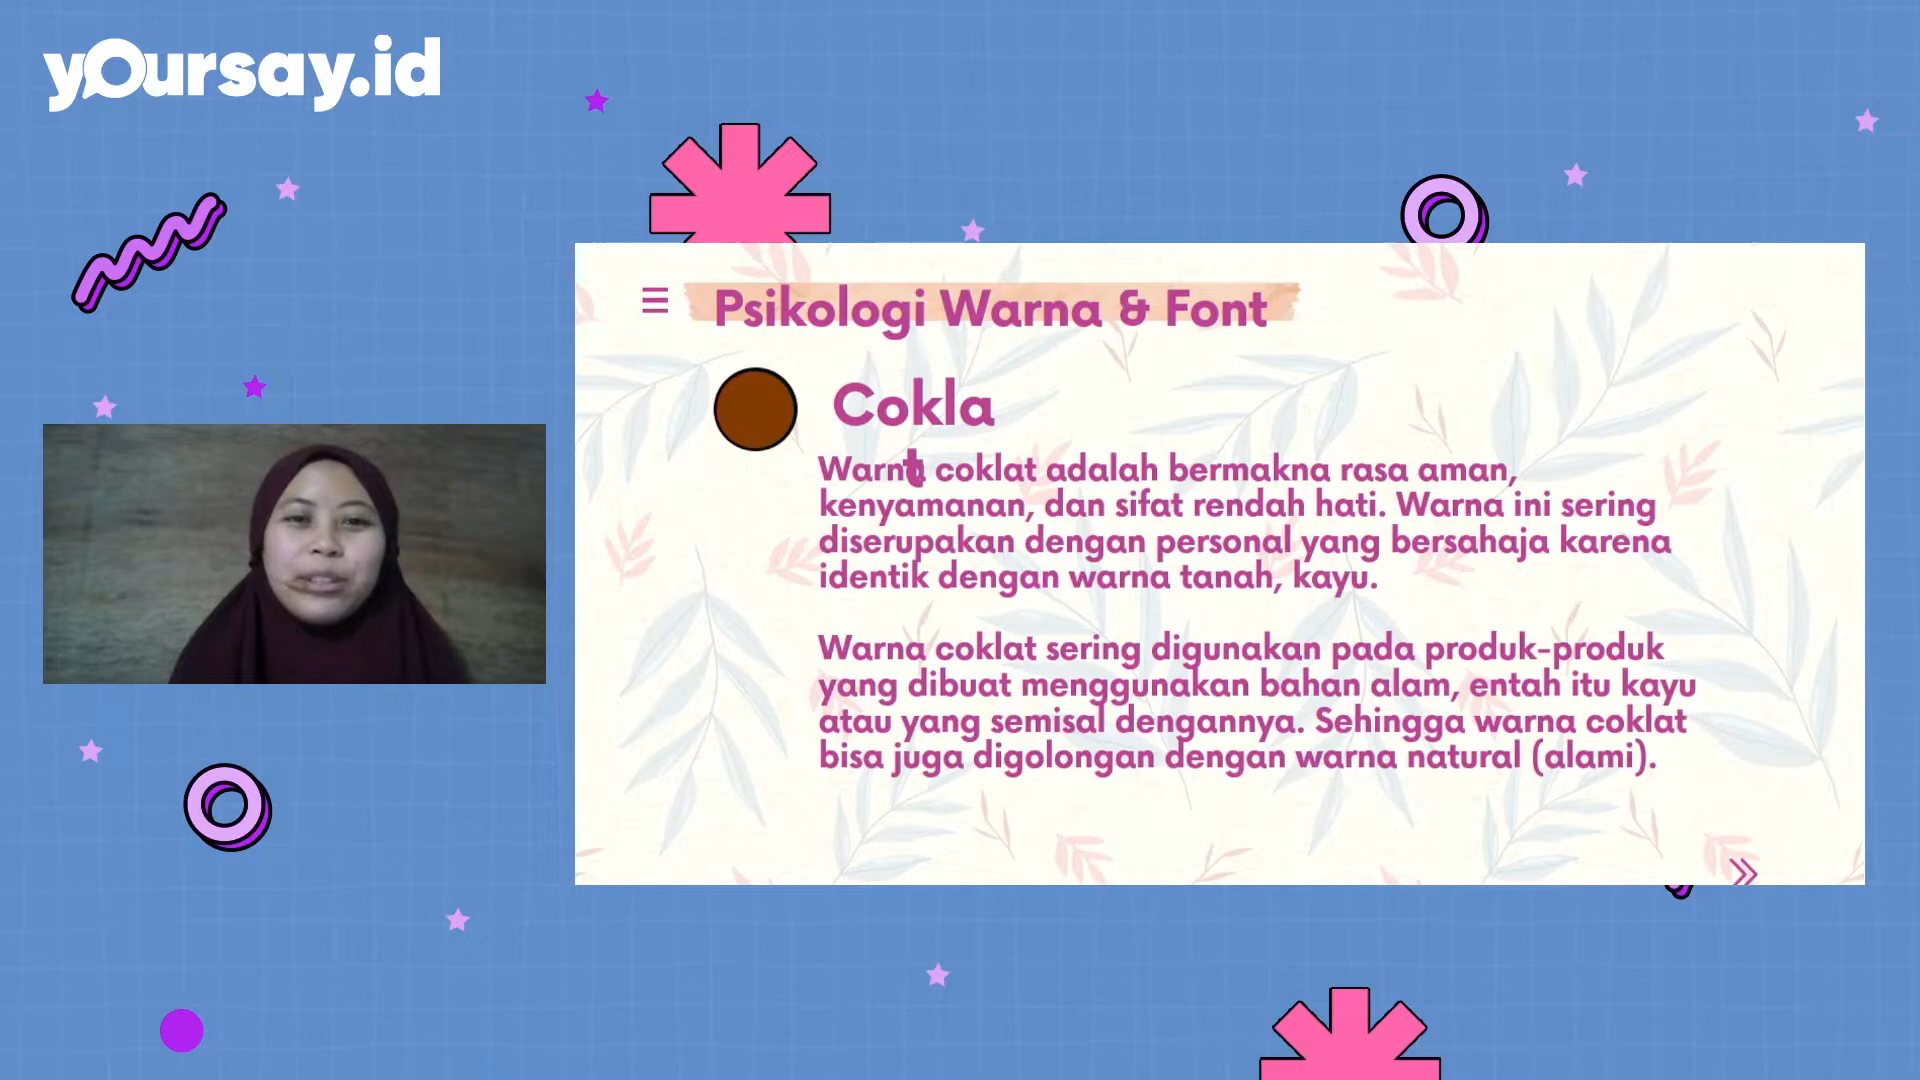 yoursay.id
Psikologi Warna & Font
Cokla
t
Warna coklat adalah bermakna rasa aman,
kenyamanan, dan sifat rendah hati. Warna ini sering
diserupakan dengan personal yang bersahaja karena
identik dengan warna tanah, kayu.
Warna coklat sering digunakan pada produk-produk
yang dibuat menggunakan bahan alam, entah itu kayu
atau yang semisal dengannya. Sehingga warna coklat
bisa juga digolongan dengan warna natural (alami).